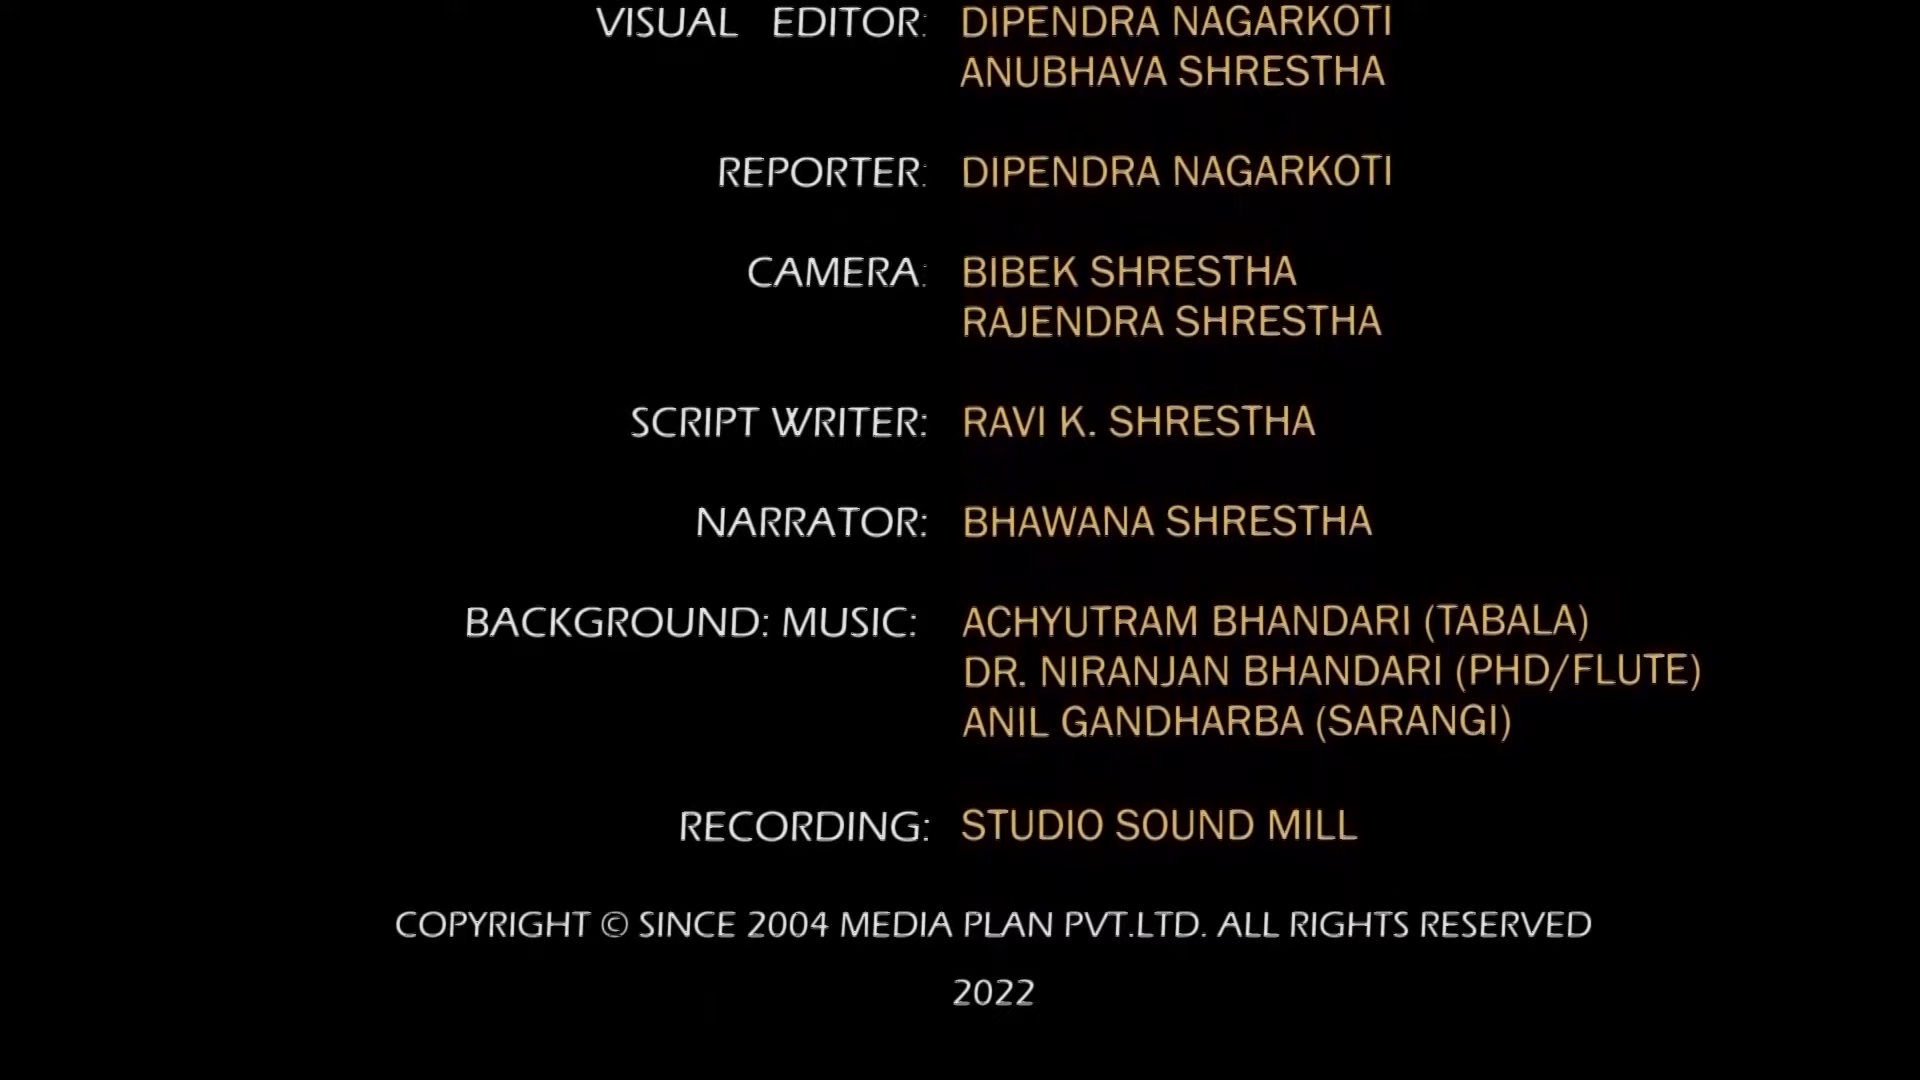 VISUAL EDITOR: DIPENDRA NAGARKOTI
ANUBHAVA SHRESTHA
REPORTER: DIPENDRA NAGARKOTI
CAMERA: BIBEK SHRESTHA
RAJENDRA SHRESTHA
SCRIPT WRITER: RAVI K. SHRESTHA
NARRATOR: BHAWANA SHRESTHA
BACKGROUND: MUSIC: ACHYUTRAM BHANDARI (TABALA)
DR. NIRANJAN BHANDARI (PHD/FLUTE)
ANIL GANDHARBA (SARANGI)
RECORDING: STUDIO SOUND MILL
COPYRIGHT © SINCE 2004 MEDIA PLAN PVT.LTD. ALL RIGHTS RESERVED
2022